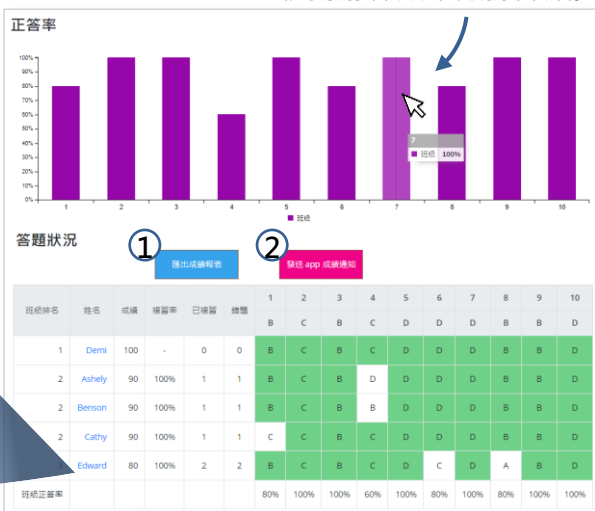 正答率
100%
90%
80%
70%
60%
50%
40%
30%
20%
10%
0%
7
班級 100%
1 2 3 4 5 6 7 8 9 10
班級
答題狀況
1 2
匯出成績報表 發送 app 成績通知
班級排名 姓名 成績 複習率 已複習 錯題 1 2 3 4 5 6 7 8 9 10
B C B C D D D B B D
1 Demi 100 - 0 0 B C B C D D D B B D
2 Ashely 90 100% 1 1 B C B D D D D B B D
2 Benson 90 100% 1 1 B C B B D D D B B D
2 Cathy 90 100% 1 1 C C B C D D D B B D
Edward 80 100% 2 2 B C B C D C D A B D
班級正答率 80% 100% 100% 60% 100% 80% 100% 80% 100% 100%